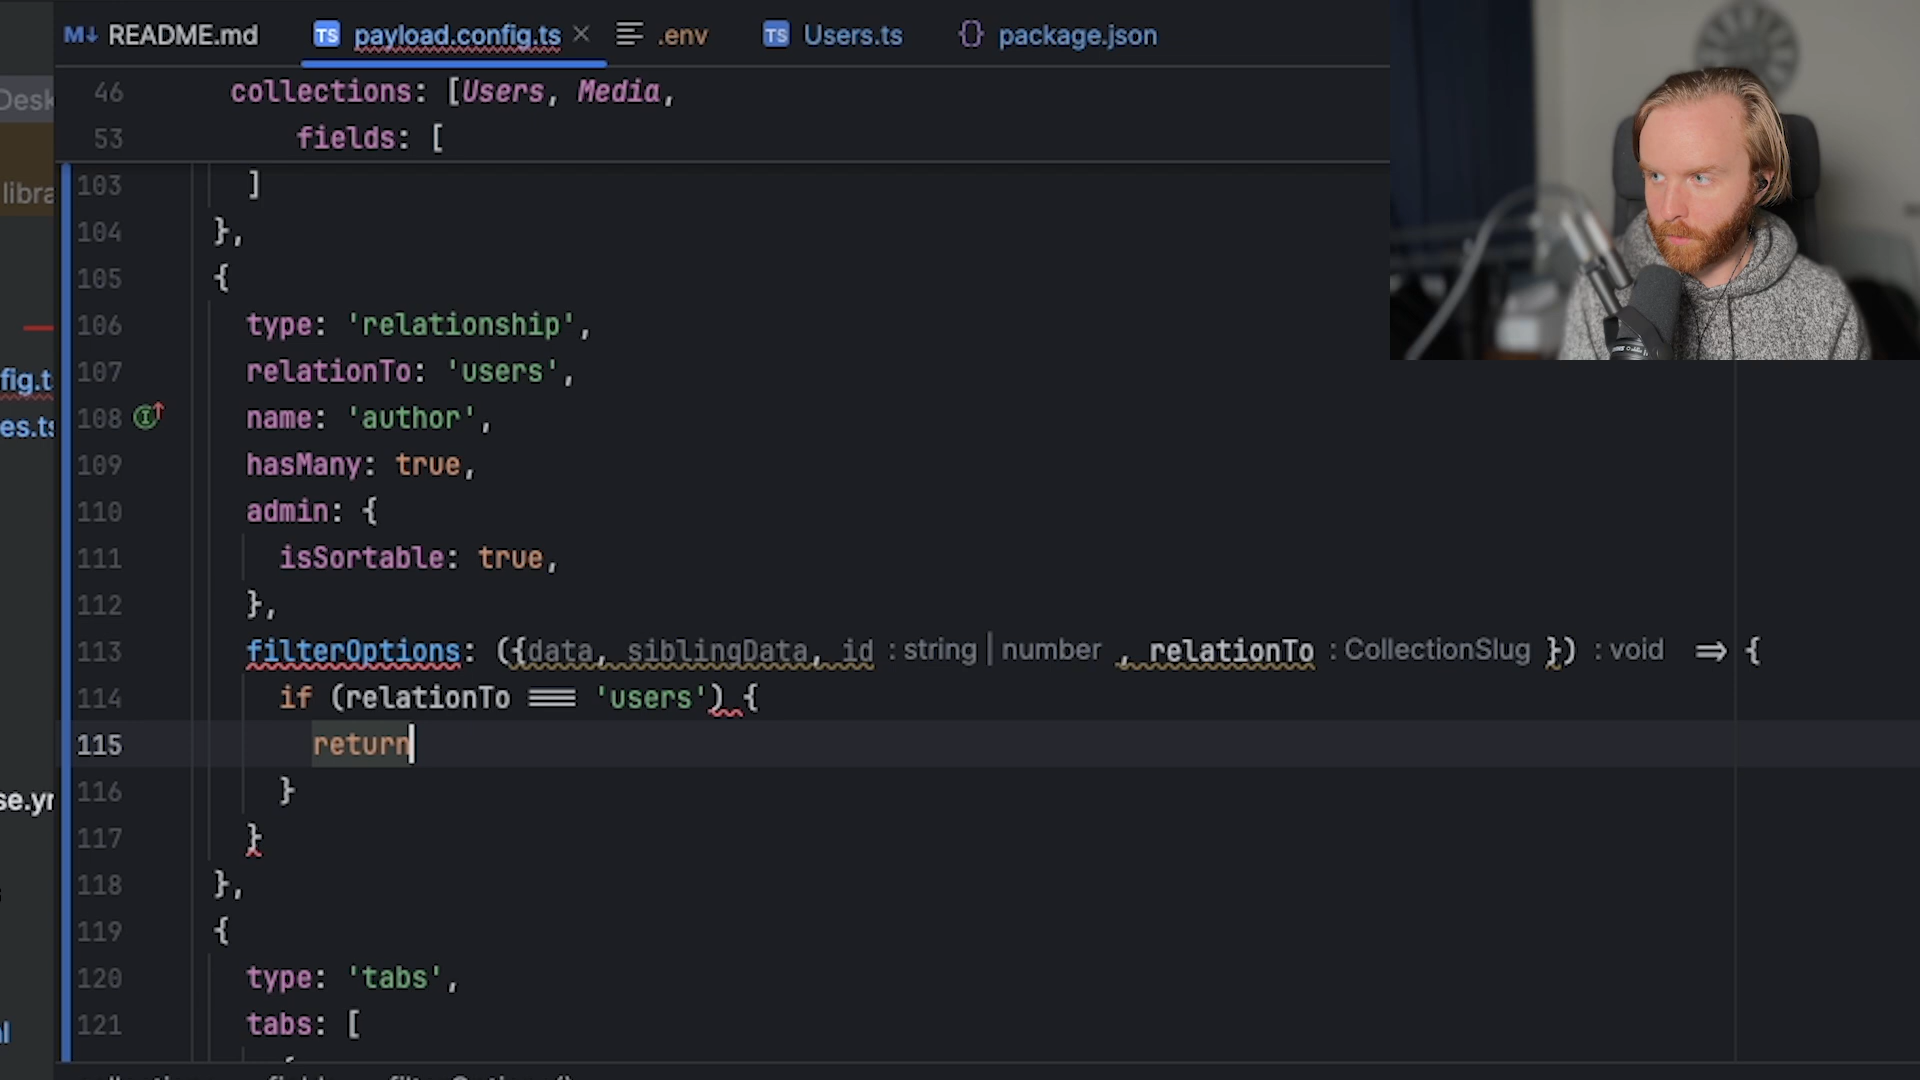 README.md payload.config.ts .env Users.ts package.json
46 collections: [Users, Media,
53 fields: [
103 ]
104 },
105 {
106 type: 'relationship',
107 relationTo: 'users',
108 name: 'author',
109 hasMany: true,
110 admin: {
111 isSortable: true,
112 },
113 filterOptions: ({data, siblingData, id : string | number , relationTo : CollectionSlug }) : void => {
114 if (relationTo === 'users') {
115 return
116 }
117 }
118 },
119 {
120 type: 'tabs',
121 tabs: [